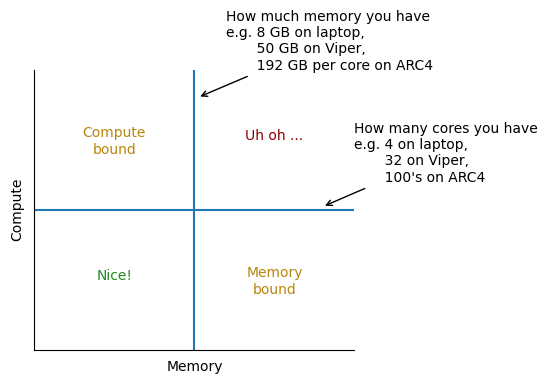 How much memory you have
e.g. 8 GB on laptop,
50 GB on Viper,
192 GB per core on ARC4
Compute
bound
Uh oh ...
How many cores you have
e.g. 4 on laptop,
32 on Viper,
100's on ARC4
Compute
Nice!
Memory
bound
Memory